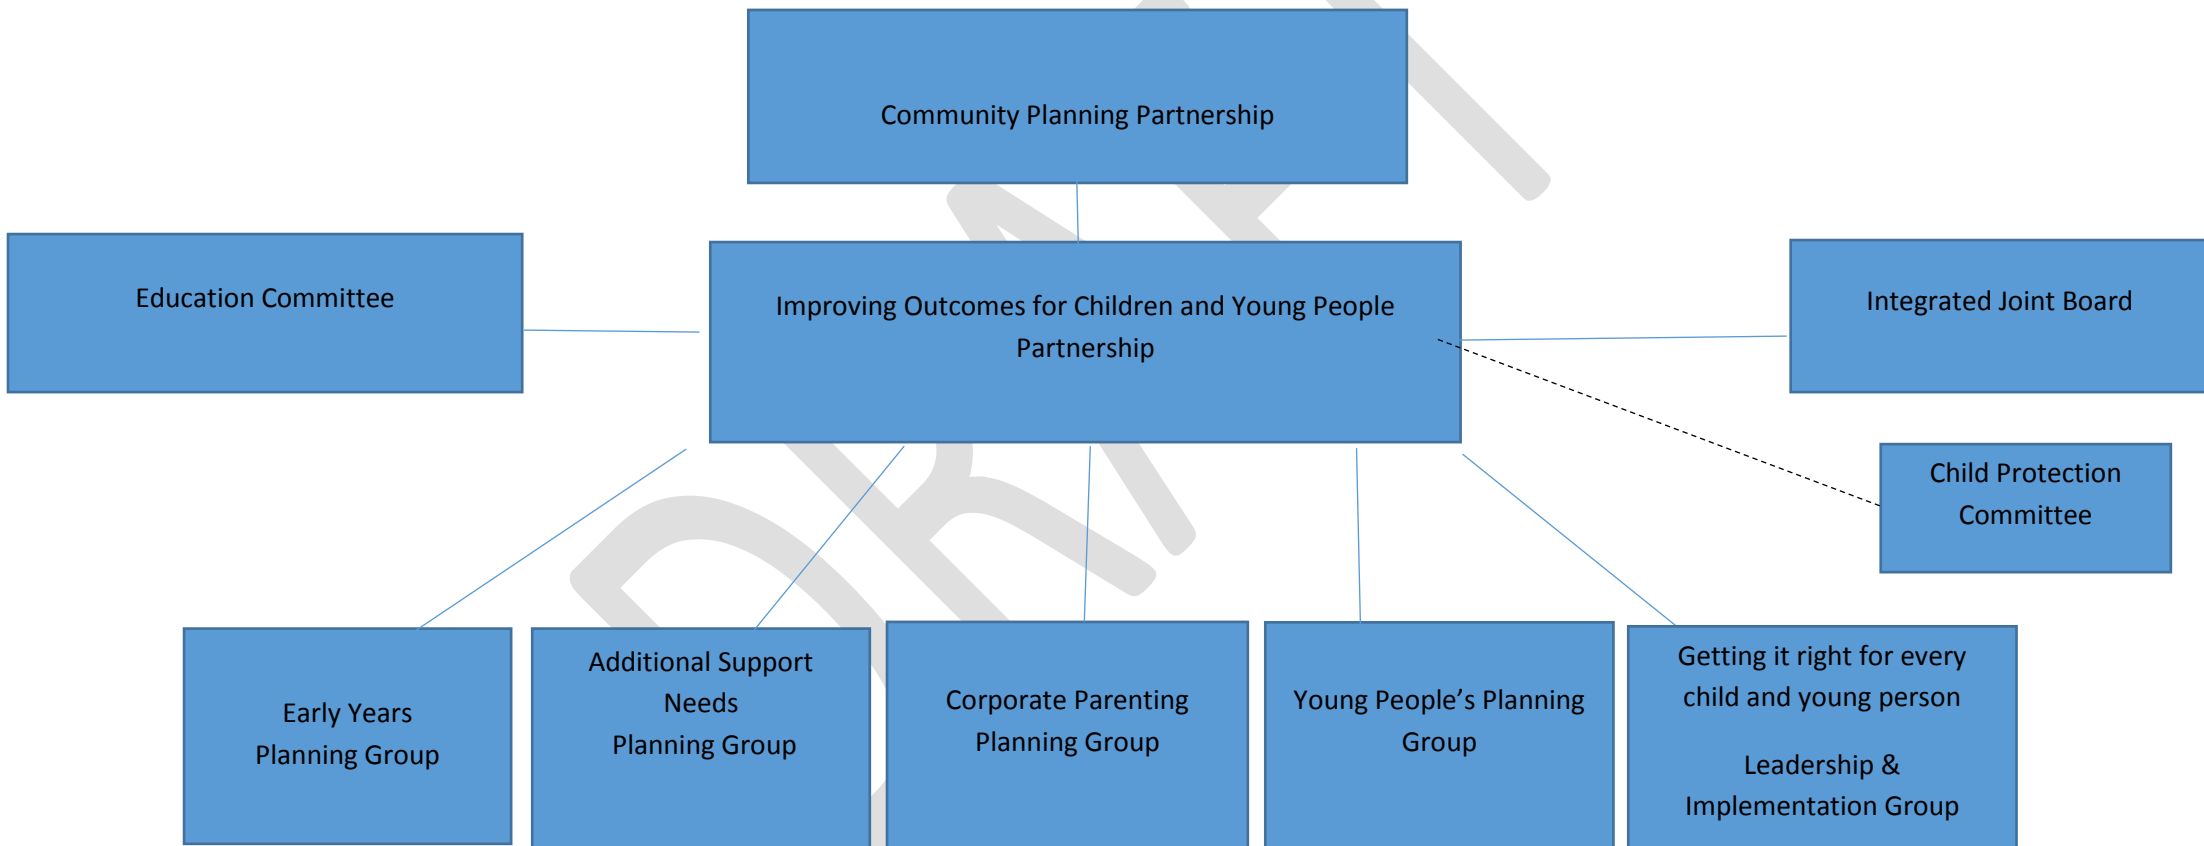 Community Planning Partnership
Education Committee
Improving Outcomes for Children and Young People
Partnership
Integrated Joint Board
Child Protection
Committee
Early Years
Planning Group
Additional Support
Needs
Planning Group
Corporate Parenting
Planning Group
Young People’s Planning
Group
Getting it right for every
child and young person
Leadership &
Implementation Group
DRAFT